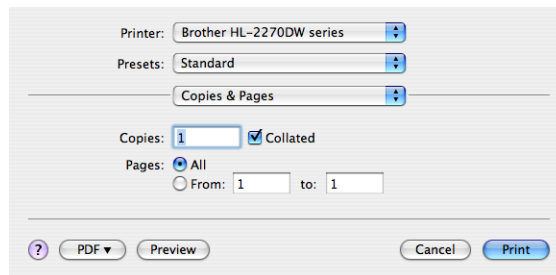 Printer: Brother HL-2270DW series
Presets: Standard
Copies & Pages
Copies: 1 Collated
Pages: All
From: 1 to: 1
? PDF Preview Cancel Print